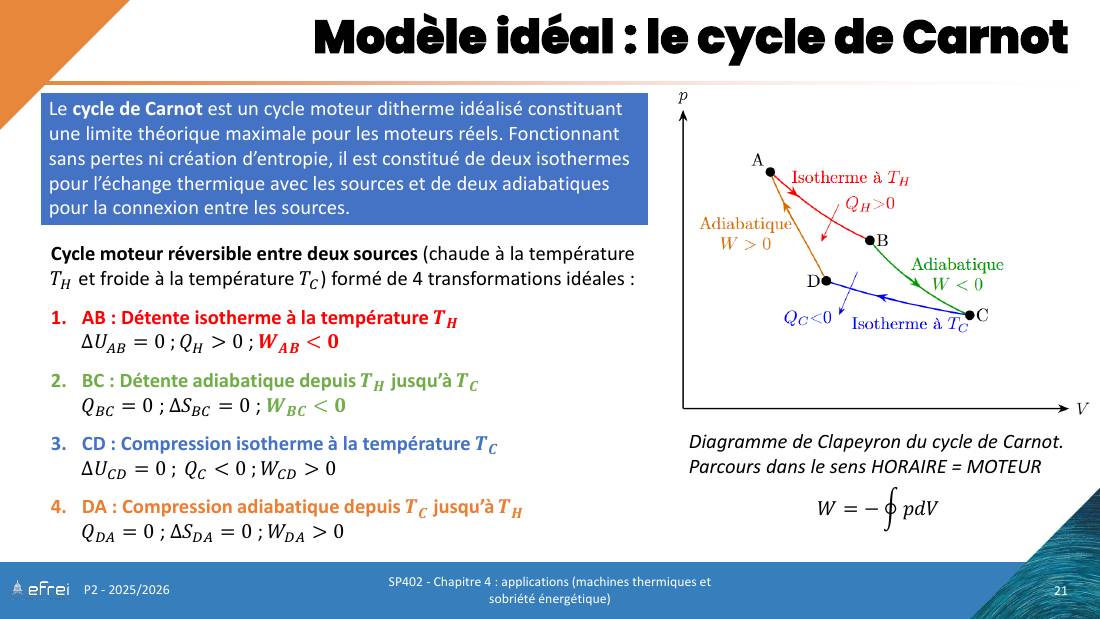 Modèle idéal : le cycle de Carnot
Le cycle de Carnot est un cycle moteur ditherme idéalisé constituant
une limite théorique maximale pour les moteurs réels. Fonctionnant
sans pertes ni création d’entropie, il est constitué de deux isothermes
pour l’échange thermique avec les sources et de deux adiabatiques
pour la connexion entre les sources.
Cycle moteur réversible entre deux sources (chaude à la température
T_H et froide à la température T_C) formé de 4 transformations idéales :
1. AB : Détente isotherme à la température T_H
ΔU_AB = 0 ; Q_H > 0 ; W_AB < 0
2. BC : Détente adiabatique depuis T_H jusqu’à T_C
Q_BC = 0 ; ΔS_BC = 0 ; W_BC < 0
3. CD : Compression isotherme à la température T_C
ΔU_CD = 0 ; Q_C < 0 ; W_CD > 0
4. DA : Compression adiabatique depuis T_C jusqu’à T_H
Q_DA = 0 ; ΔS_DA = 0 ; W_DA > 0
p
A
Isotherme à T_H
Q_H>0
Adiabatique
W > 0
B
Adiabatique
W < 0
D
Q_C<0
Isotherme à T_C
C
V
Diagramme de Clapeyron du cycle de Carnot.
Parcours dans le sens HORAIRE = MOTEUR
W = −∮ pdV
efrei
P2 - 2025/2026
SP402 - Chapitre 4 : applications (machines thermiques et
sobriété énergétique)
21